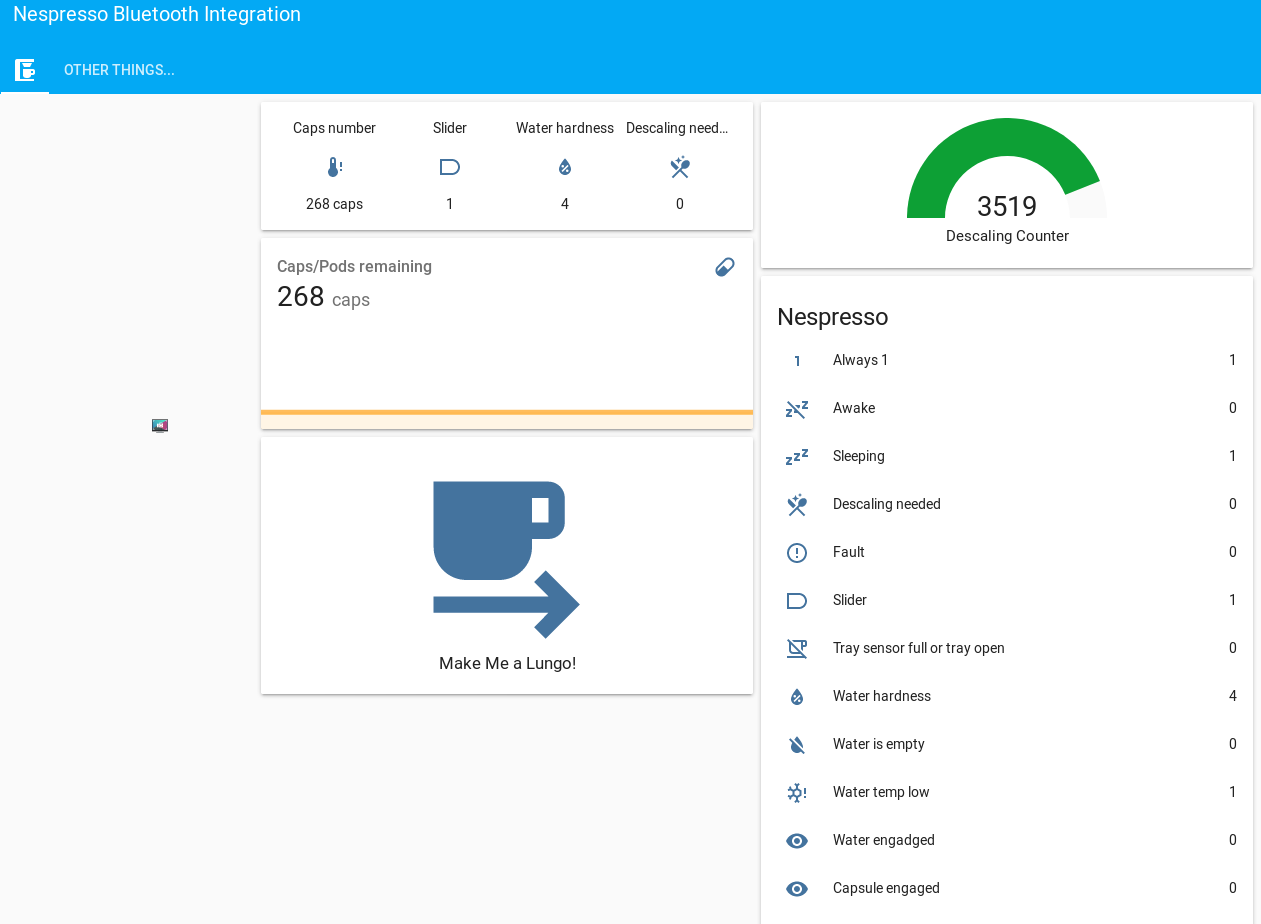 Nespresso Bluetooth Integration
OTHER THINGS...
Caps number Slider Water hardness Descaling need...
268 caps 1 4 0
Caps/Pods remaining
268 caps
Make Me a Lungo!
3519
Descaling Counter
Nespresso
1 Always 1 1
Awake 0
Sleeping 1
Descaling needed 0
Fault 0
Slider 1
Tray sensor full or tray open 0
Water hardness 4
Water is empty 0
Water temp low 1
Water engadged 0
Capsule engaged 0